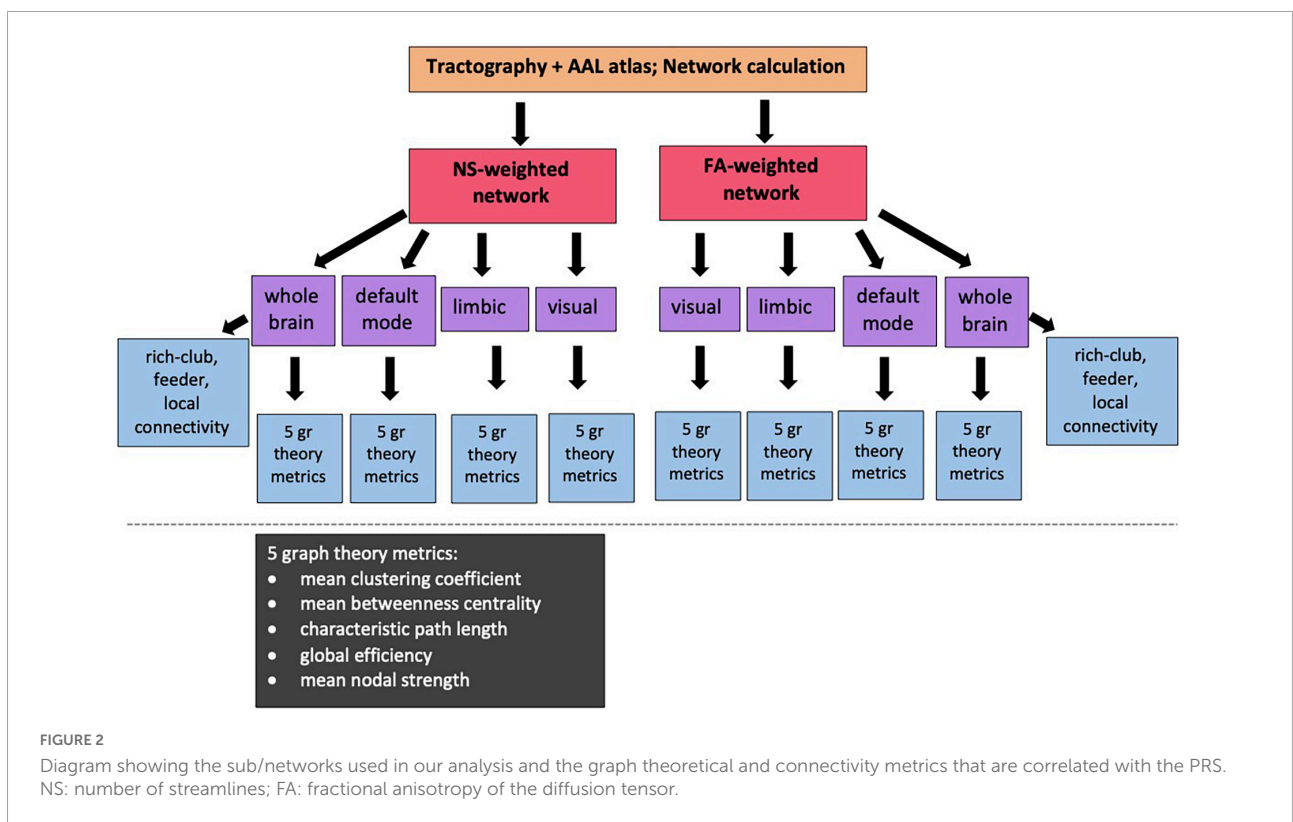 Tractography + AAL atlas; Network calculation
NS-weighted
network
FA-weighted
network
whole
brain
default
mode
limbic
visual
visual
limbic
default
mode
whole
brain
rich-club,
feeder,
local
connectivity
5 gr
theory
metrics
5 gr
theory
metrics
5 gr
theory
metrics
5 gr
theory
metrics
5 gr
theory
metrics
5 gr
theory
metrics
5 gr
theory
metrics
5 gr
theory
metrics
rich-club,
feeder,
local
connectivity
5 graph theory metrics:
• mean clustering coefficient
• mean betweenness centrality
• characteristic path length
• global efficiency
• mean nodal strength
FIGURE 2
Diagram showing the sub/networks used in our analysis and the graph theoretical and connectivity metrics that are correlated with the PRS.
NS: number of streamlines; FA: fractional anisotropy of the diffusion tensor.